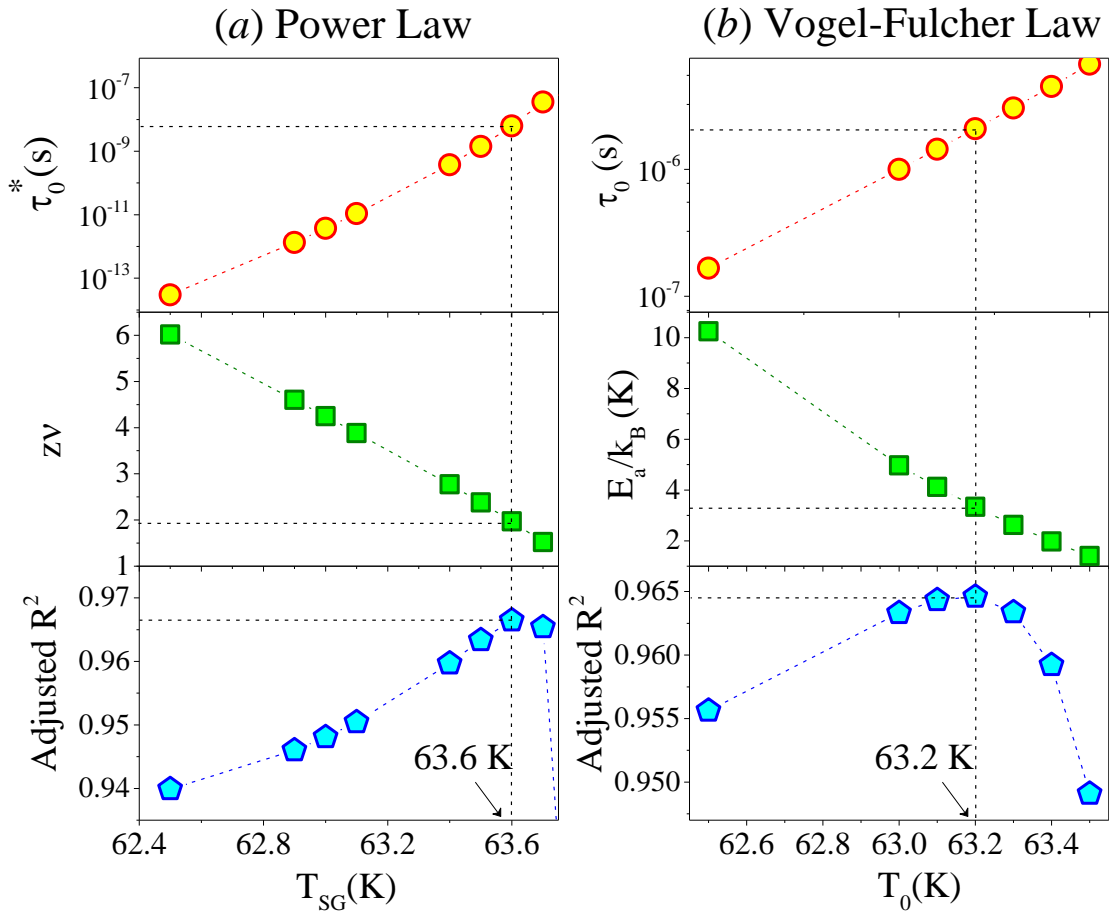 (a) Power Law
τ₀* (s)
10⁻⁷
10⁻⁹
10⁻¹¹
10⁻¹³
zν
6
5
4
3
2
1
Adjusted R²
0.97
0.96
0.95
0.94
63.6 K
62.4 62.8 63.2 63.6
T_SG(K)
(b) Vogel-Fulcher Law
τ₀ (s)
10⁻⁶
10⁻⁷
E_a/k_B (K)
10
8
6
4
2
Adjusted R²
0.965
0.960
0.955
0.950
63.2 K
62.6 62.8 63.0 63.2 63.4
T₀(K)